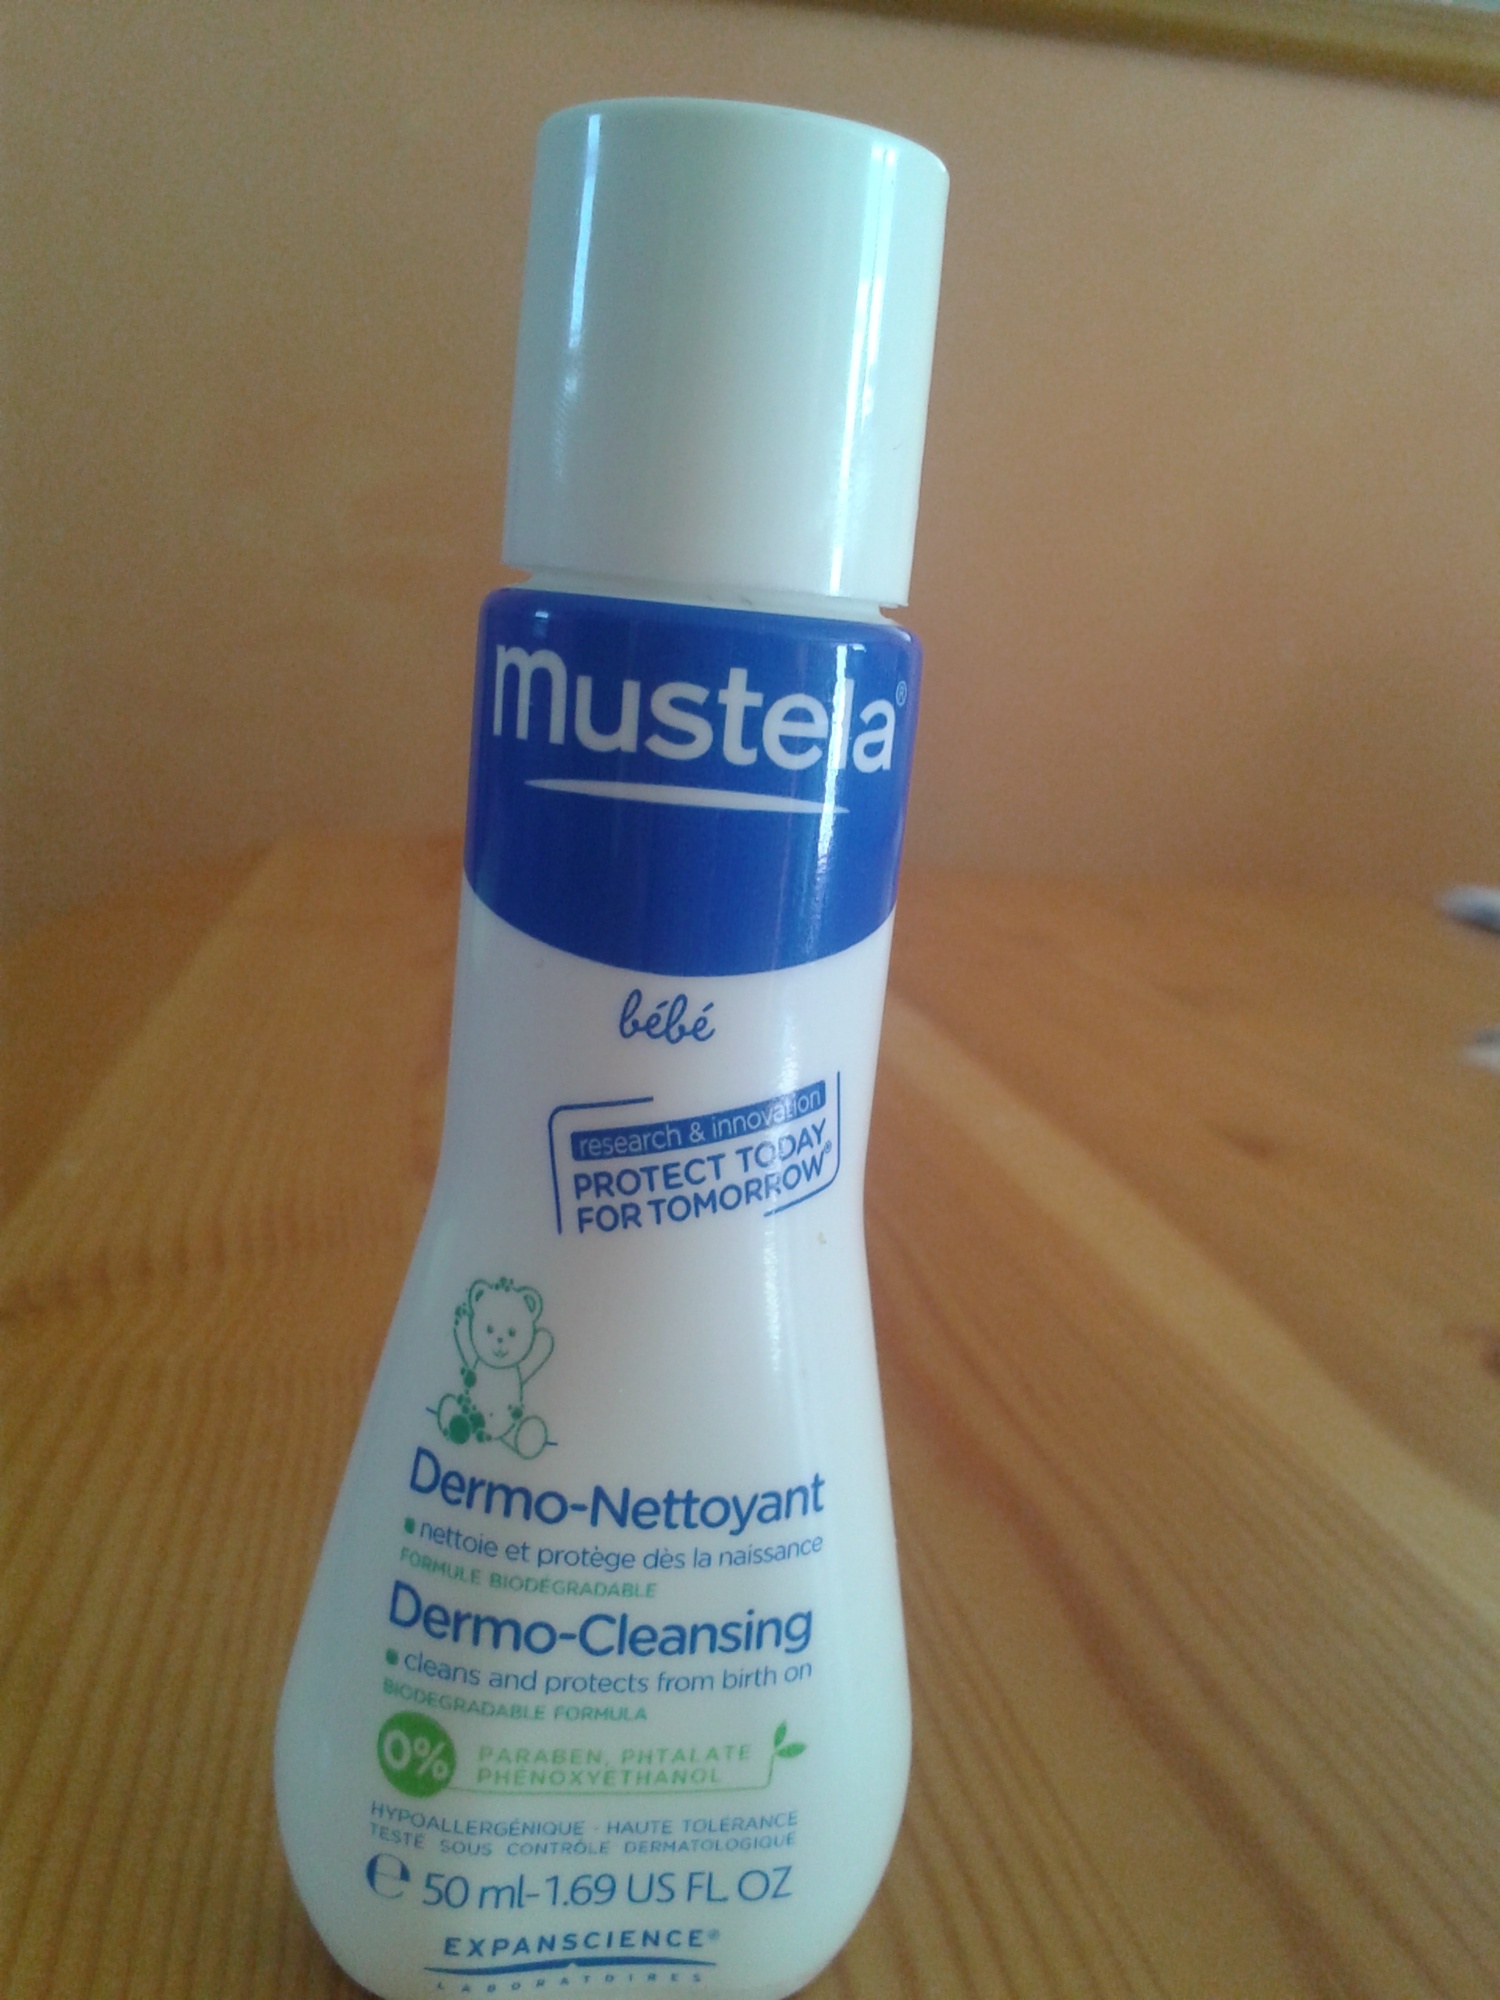 mustela®
bébé
research & innovation
PROTECT TODAY
FOR TOMORROW®
Dermo-Nettoyant
nettoie et protège dès la naissance
FORMULE BIODÉGRADABLE
Dermo-Cleansing
cleans and protects from birth on
BIODEGRADABLE FORMULA
0% PARABEN, PHTALATE
PHENOXYETHANOL
HYPOALLERGÉNIQUE - HAUTE TOLÉRANCE
TESTÉ SOUS CONTRÔLE DERMATOLOGIQUE
℮ 50 ml-1.69 US FL OZ
EXPANSCIENCE®
LABORATOIRES